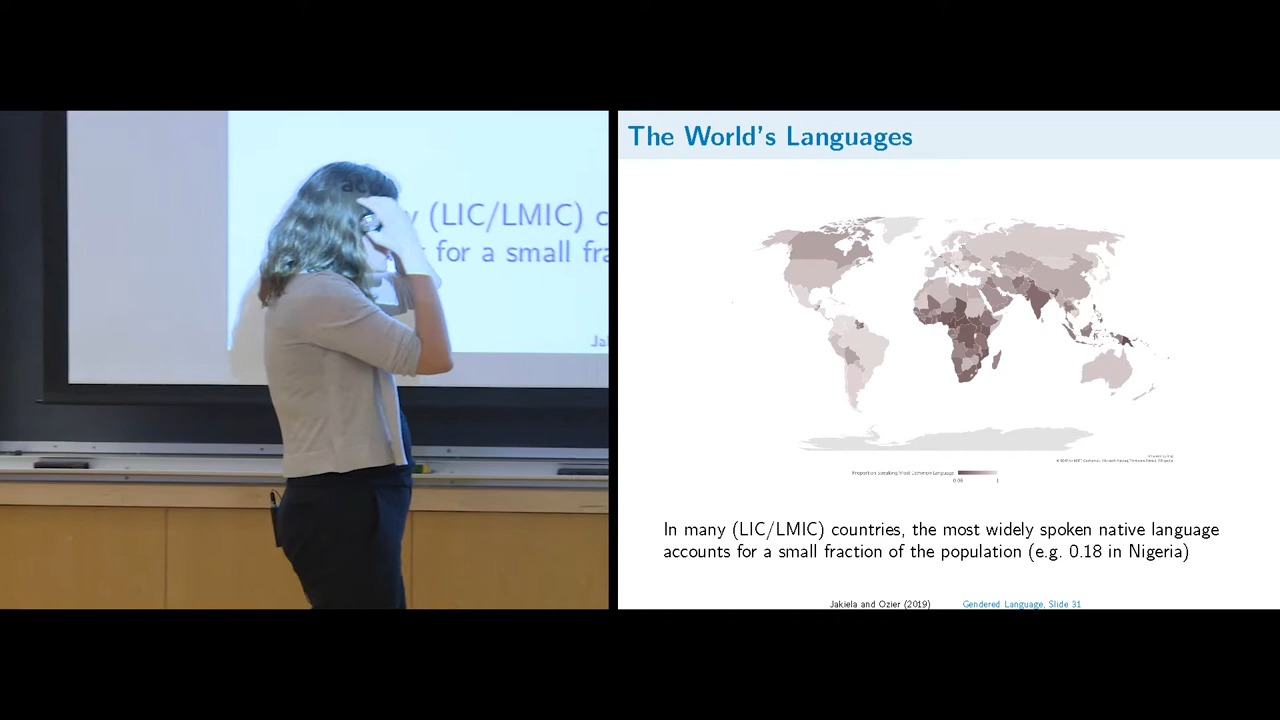 y (LIC/LMIC) c
for a small fra
Ja
The World's Languages
Proportion speaking Most Common Language
1
In many (LIC/LMIC) countries, the most widely spoken native language
accounts for a small fraction of the population (e.g. 0.18 in Nigeria)
Jakiela and Ozier (2019) Gendered Language, Slide 31